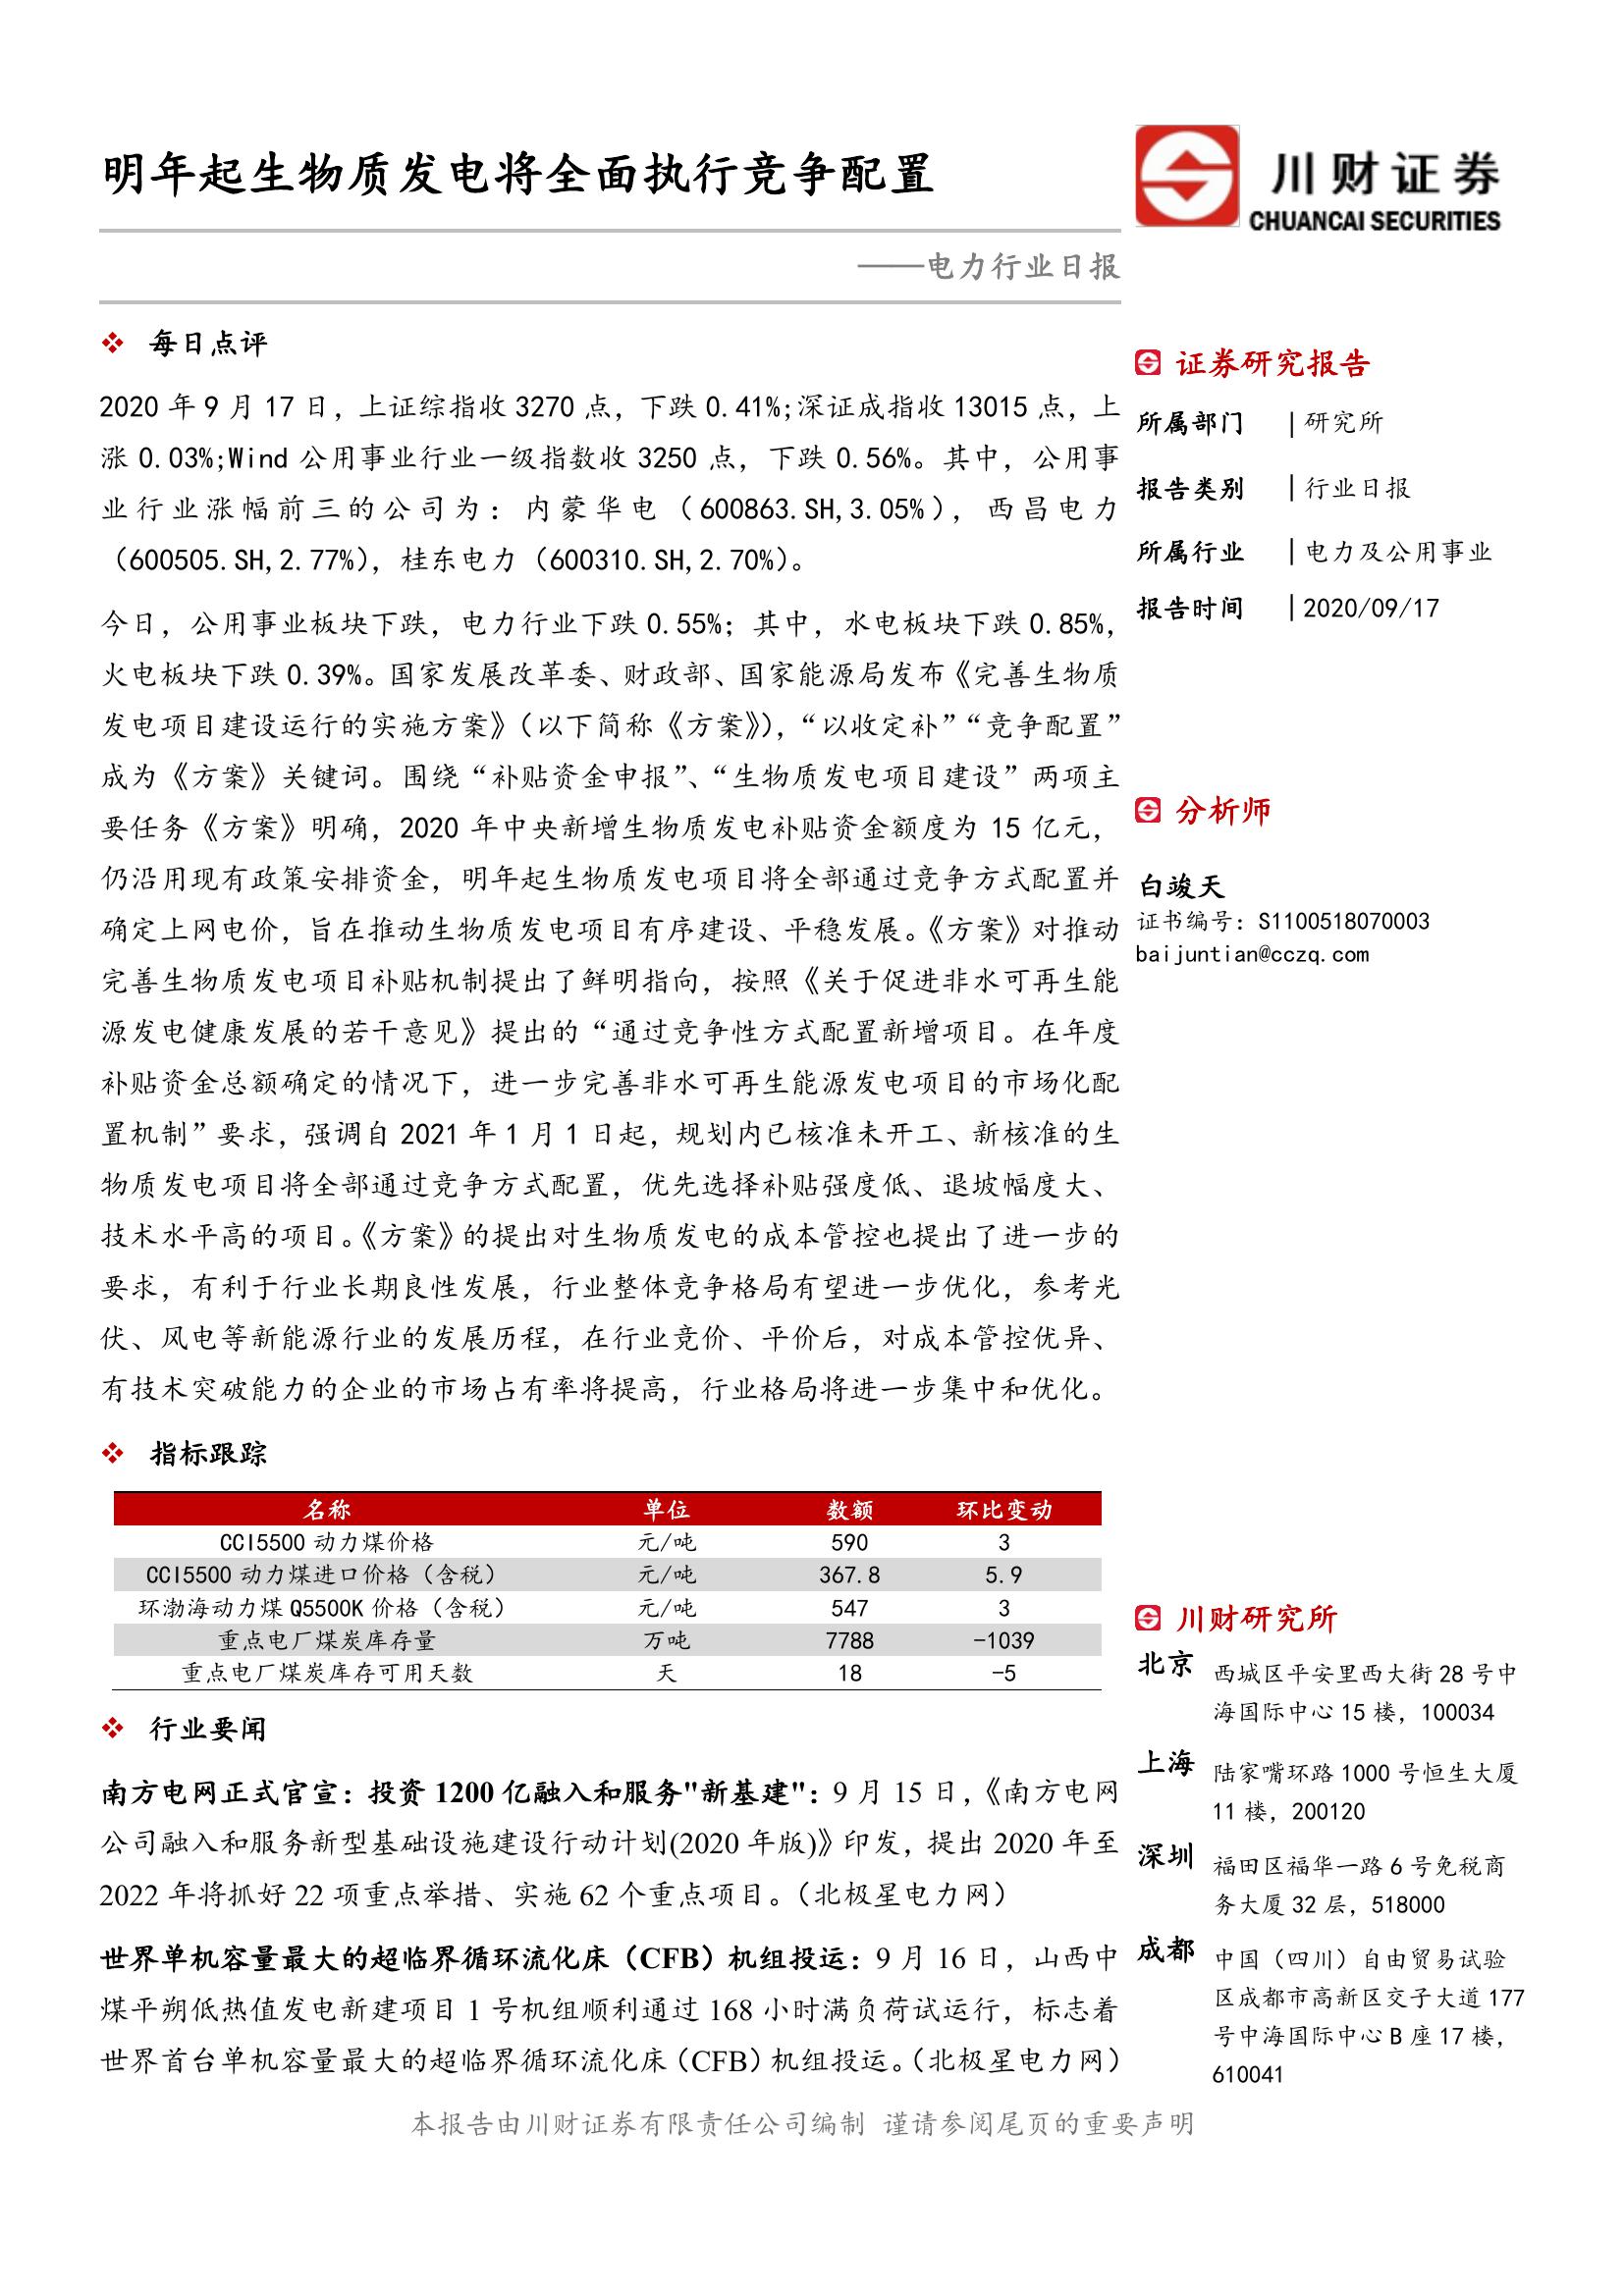 明年起生物质发电将全面执行竞争配置
川财证券
CHUANCAI SECURITIES
——电力行业日报
❖ 每日点评
2020 年 9 月 17 日，上证综指收 3270 点，下跌 0.41%;深证成指收 13015 点，上
涨 0.03%;Wind 公用事业行业一级指数收 3250 点，下跌 0.56%。其中，公用事
业行业涨幅前三的公司为：内蒙华电（600863.SH,3.05%），西昌电力
（600505.SH,2.77%），桂东电力（600310.SH,2.70%）。
今日，公用事业板块下跌，电力行业下跌 0.55%；其中，水电板块下跌 0.85%，
火电板块下跌 0.39%。国家发展改革委、财政部、国家能源局发布《完善生物质
发电项目建设运行的实施方案》（以下简称《方案》），“以收定补”“竞争配置”
成为《方案》关键词。围绕“补贴资金申报”、“生物质发电项目建设”两项主
要任务《方案》明确，2020 年中央新增生物质发电补贴资金额度为 15 亿元，
仍沿用现有政策安排资金，明年起生物质发电项目将全部通过竞争方式配置并
确定上网电价，旨在推动生物质发电项目有序建设、平稳发展。《方案》对推动
完善生物质发电项目补贴机制提出了鲜明指向，按照《关于促进非水可再生能
源发电健康发展的若干意见》提出的“通过竞争性方式配置新增项目。在年度
补贴资金总额确定的情况下，进一步完善非水可再生能源发电项目的市场化配
置机制”要求，强调自 2021 年 1 月 1 日起，规划内已核准未开工、新核准的生
物质发电项目将全部通过竞争方式配置，优先选择补贴强度低、退坡幅度大、
技术水平高的项目。《方案》的提出对生物质发电的成本管控也提出了进一步的
要求，有利于行业长期良性发展，行业整体竞争格局有望进一步优化，参考光
伏、风电等新能源行业的发展历程，在行业竞价、平价后，对成本管控优异、
有技术突破能力的企业的市场占有率将提高，行业格局将进一步集中和优化。
❖ 指标跟踪
名称 单位 数额 环比变动
CCI5500 动力煤价格 元/吨 590 3
CCI5500 动力煤进口价格（含税） 元/吨 367.8 5.9
环渤海动力煤 Q5500K 价格（含税） 元/吨 547 3
重点电厂煤炭库存量 万吨 7788 -1039
重点电厂煤炭库存可用天数 天 18 -5
❖ 行业要闻
南方电网正式官宣：投资 1200 亿融入和服务"新基建"：9 月 15 日，《南方电网
公司融入和服务新型基础设施建设行动计划(2020 年版)》印发，提出 2020 年至
2022 年将抓好 22 项重点举措、实施 62 个重点项目。（北极星电力网）
世界单机容量最大的超临界循环流化床（CFB）机组投运：9 月 16 日，山西中
煤平朔低热值发电新建项目 1 号机组顺利通过 168 小时满负荷试运行，标志着
世界首台单机容量最大的超临界循环流化床（CFB）机组投运。（北极星电力网）
证券研究报告
所属部门 | 研究所
报告类别 | 行业日报
所属行业 | 电力及公用事业
报告时间 | 2020/09/17
分析师
白竣天
证书编号：S1100518070003
baijuntian@cczq.com
川财研究所
北京 西城区平安里西大街 28 号中
海国际中心 15 楼，100034
上海 陆家嘴环路 1000 号恒生大厦
11 楼，200120
深圳 福田区福华一路 6 号免税商
务大厦 32 层，518000
成都 中国（四川）自由贸易试验
区成都市高新区交子大道 177
号中海国际中心 B 座 17 楼，
610041
本报告由川财证券有限责任公司编制 谨请参阅尾页的重要声明